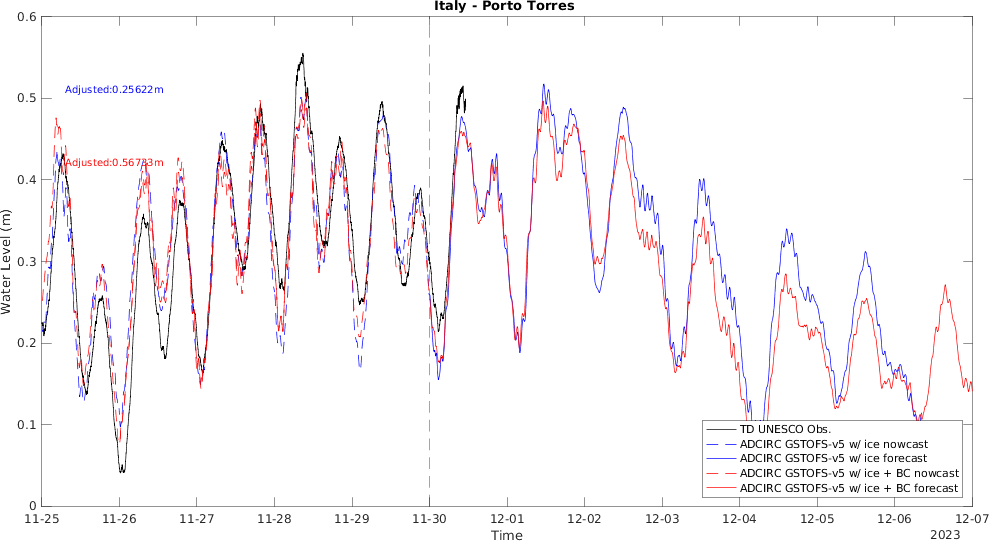 Italy - Porto Torres
0.6
0.5
0.4
0.3
0.2
0.1
0
Water Level (m)
Adjusted:0.25622m
Adjusted:0.56733m
TD UNESCO Obs.
ADCIRC GSTOFS-v5 w/ ice nowcast
ADCIRC GSTOFS-v5 w/ ice forecast
ADCIRC GSTOFS-v5 w/ ice + BC nowcast
ADCIRC GSTOFS-v5 w/ ice + BC forecast
11-25 11-26 11-27 11-28 11-29 11-30 12-01 12-02 12-03 12-04 12-05 12-06 12-07
Time
2023